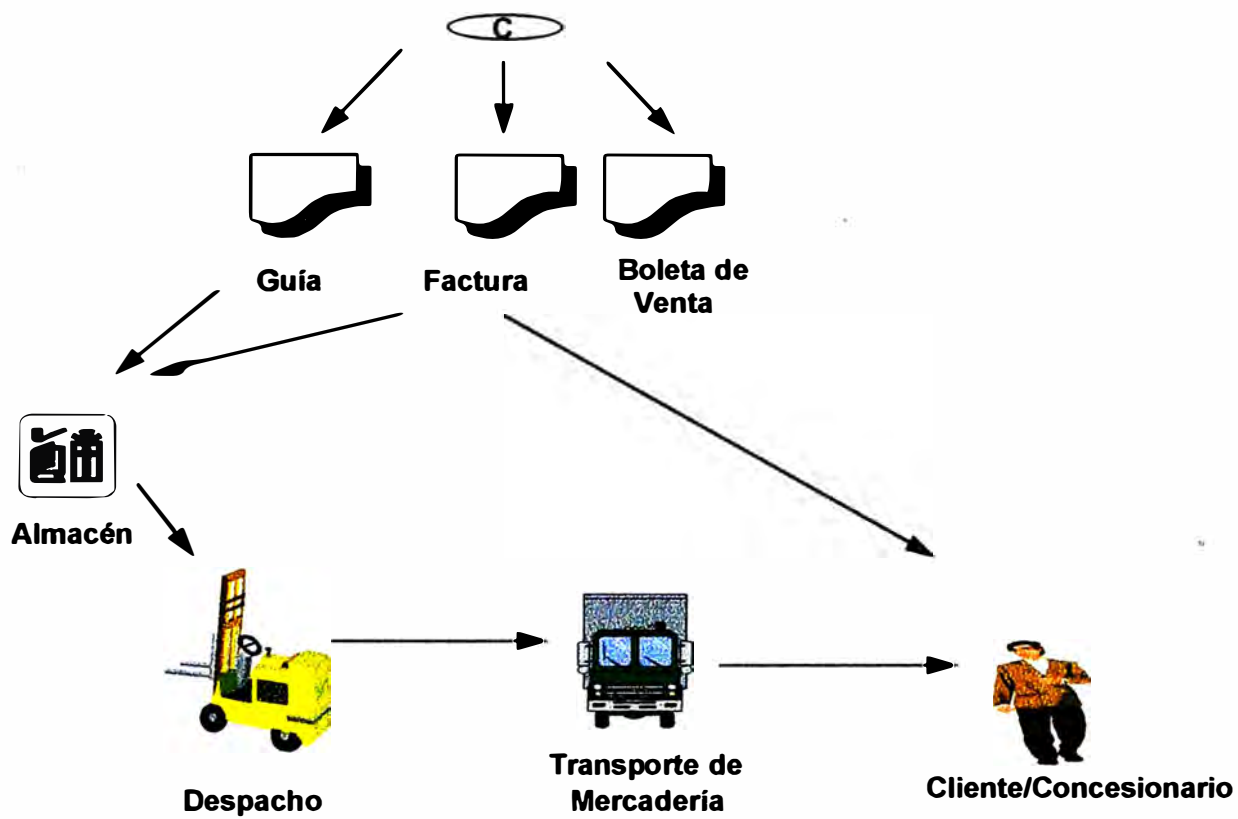 C
Guía
Factura
Boleta de
Venta
Almacén
Despacho
Transporte de
Mercadería
Cliente/Concesionario